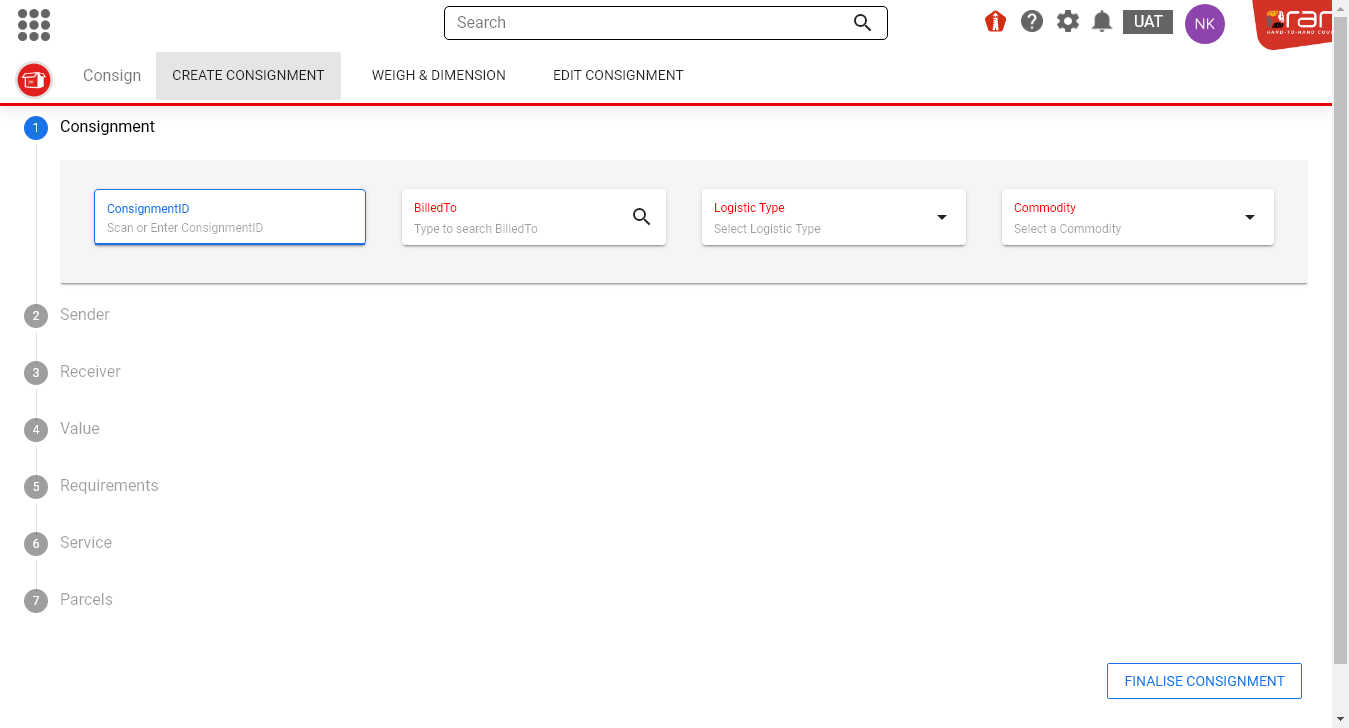 Search
UAT
NK
HAND-TO-HAND COU
Consign
CREATE CONSIGNMENT
WEIGH & DIMENSION
EDIT CONSIGNMENT
1 Consignment
ConsignmentID
Scan or Enter ConsignmentID
BilledTo
Type to search BilledTo
Logistic Type
Select Logistic Type
Commodity
Select a Commodity
2 Sender
3 Receiver
4 Value
5 Requirements
6 Service
7 Parcels
FINALISE CONSIGNMENT